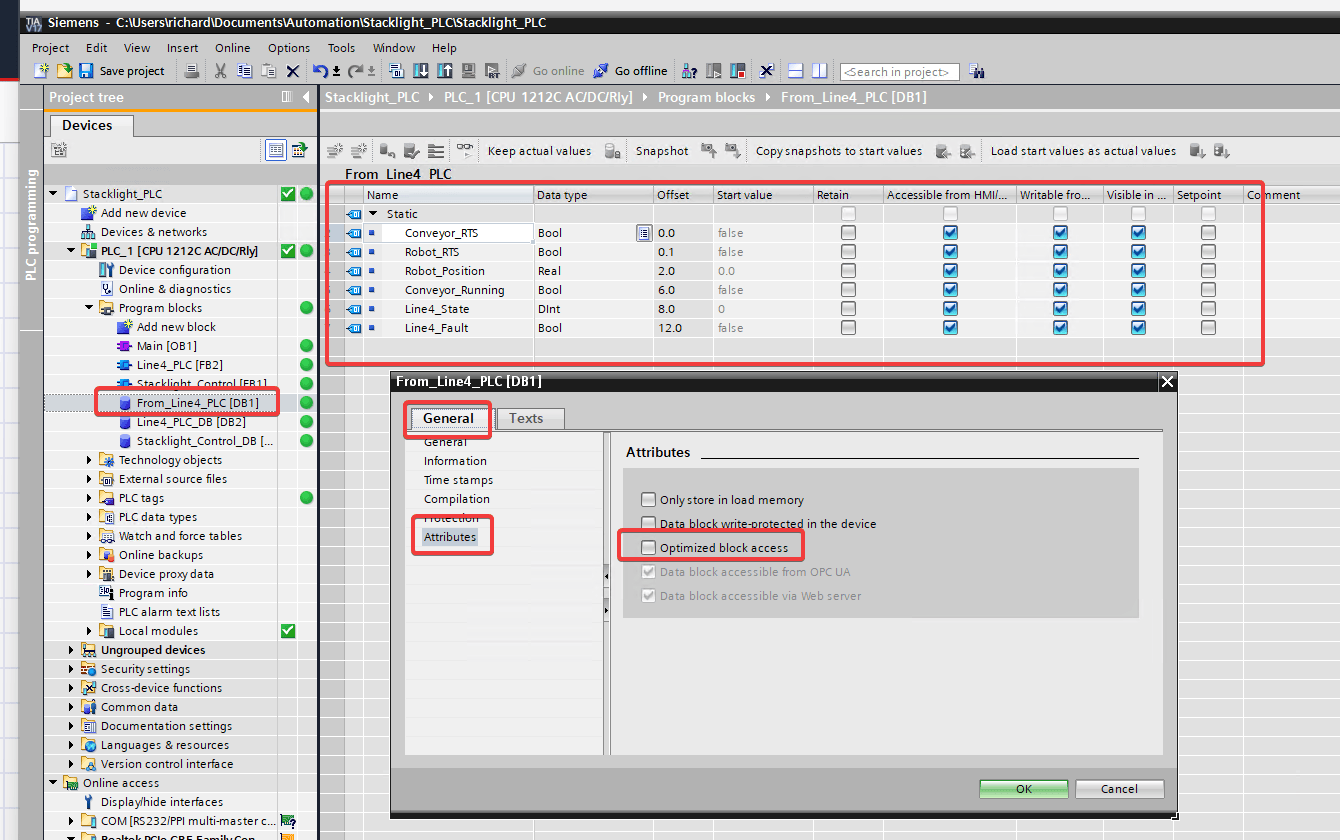 Siemens - C:\Users\richard\Documents\Automation\Stacklight_PLC\Stacklight_PLC
Project Edit View Insert Online Options Tools Window Help
Save project Go online Go offline <Search in project>
Project tree
Stacklight_PLC PLC_1 [CPU 1212C AC/DC/Rly] Program blocks From_Line4_PLC [DB1]
Devices
PLC programming
Stacklight_PLC
Add new device
Devices & networks
PLC_1 [CPU 1212C AC/DC/Rly]
Device configuration
Online & diagnostics
Program blocks
Add new block
Main [OB1]
Line4_PLC [FB2]
Stacklight_Control [FB1]
From_Line4_PLC [DB1]
Line4_PLC_DB [DB2]
Stacklight_Control_DB [...
Technology objects
External source files
PLC tags
PLC data types
Watch and force tables
Online backups
Device proxy data
Program info
PLC alarm text lists
Local modules
Ungrouped devices
Security settings
Cross-device functions
Common data
Documentation settings
Languages & resources
Version control interface
Online access
Display/hide interfaces
COM [RS232/PPI multi-master c...
Realtek PCIe GBE Family Con...
Keep actual values Snapshot Copy snapshots to start values Load start values as actual values
From_Line4_PLC
Name Data type Offset Start value Retain Accessible from HMI/... Writable fro... Visible in ... Setpoint Comment
Static
Conveyor_RTS Bool 0.0 false
Robot_RTS Bool 0.1 false
Robot_Position Real 2.0 0.0
Conveyor_Running Bool 6.0 false
Line4_State DInt 8.0 0
Line4_Fault Bool 12.0 false
From_Line4_PLC [DB1]
General Texts
General
Information
Time stamps
Compilation
Protection
Attributes
Attributes
Only store in load memory
Data block write-protected in the device
Optimized block access
Data block accessible from OPC UA
Data block accessible via Web server
OK Cancel